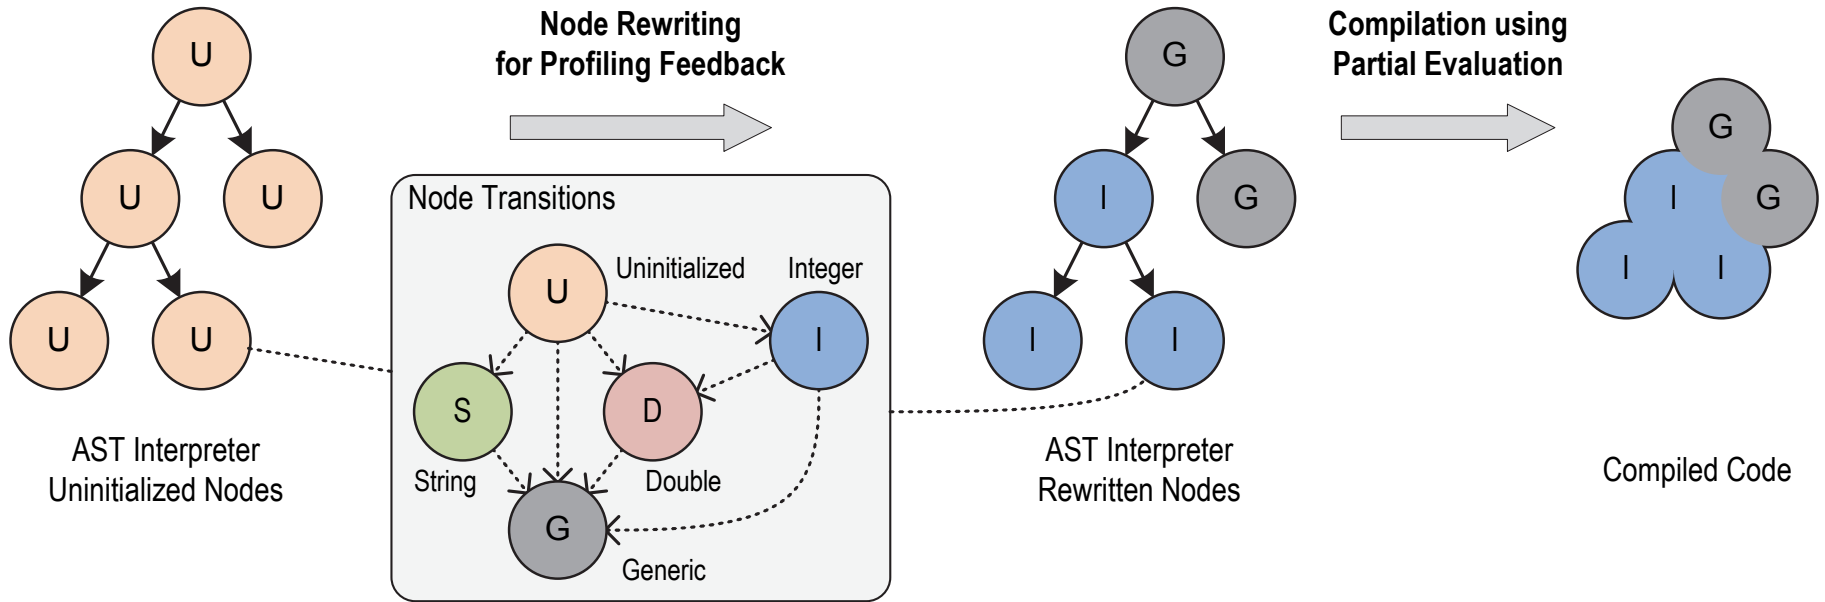 U
U
U
U
U
AST Interpreter
Uninitialized Nodes
Node Rewriting
for Profiling Feedback
Node Transitions
U
Uninitialized
Integer
I
S
D
String
Double
G
Generic
G
I
G
I
I
AST Interpreter
Rewritten Nodes
Compilation using
Partial Evaluation
G
I
G
I
I
Compiled Code